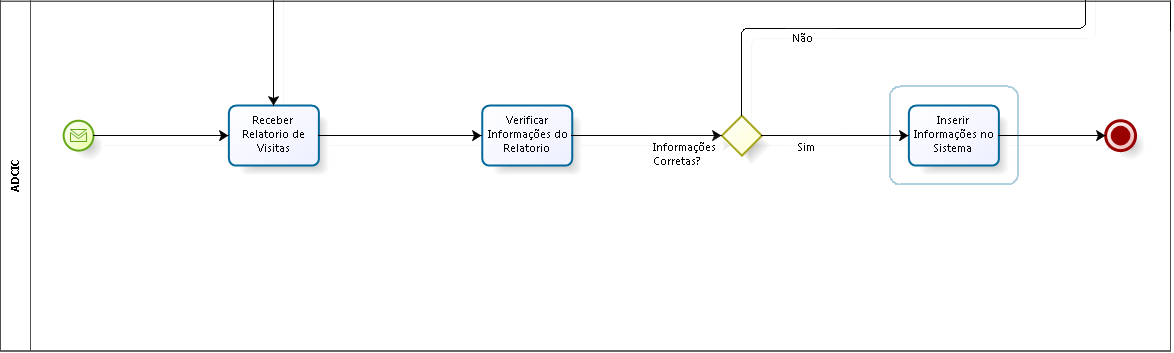 ADCIC
Receber
Relatorio de
Visitas
Verificar
Informações do
Relatorio
Informações
Corretas?
Não
Sim
Inserir
Informações no
Sistema